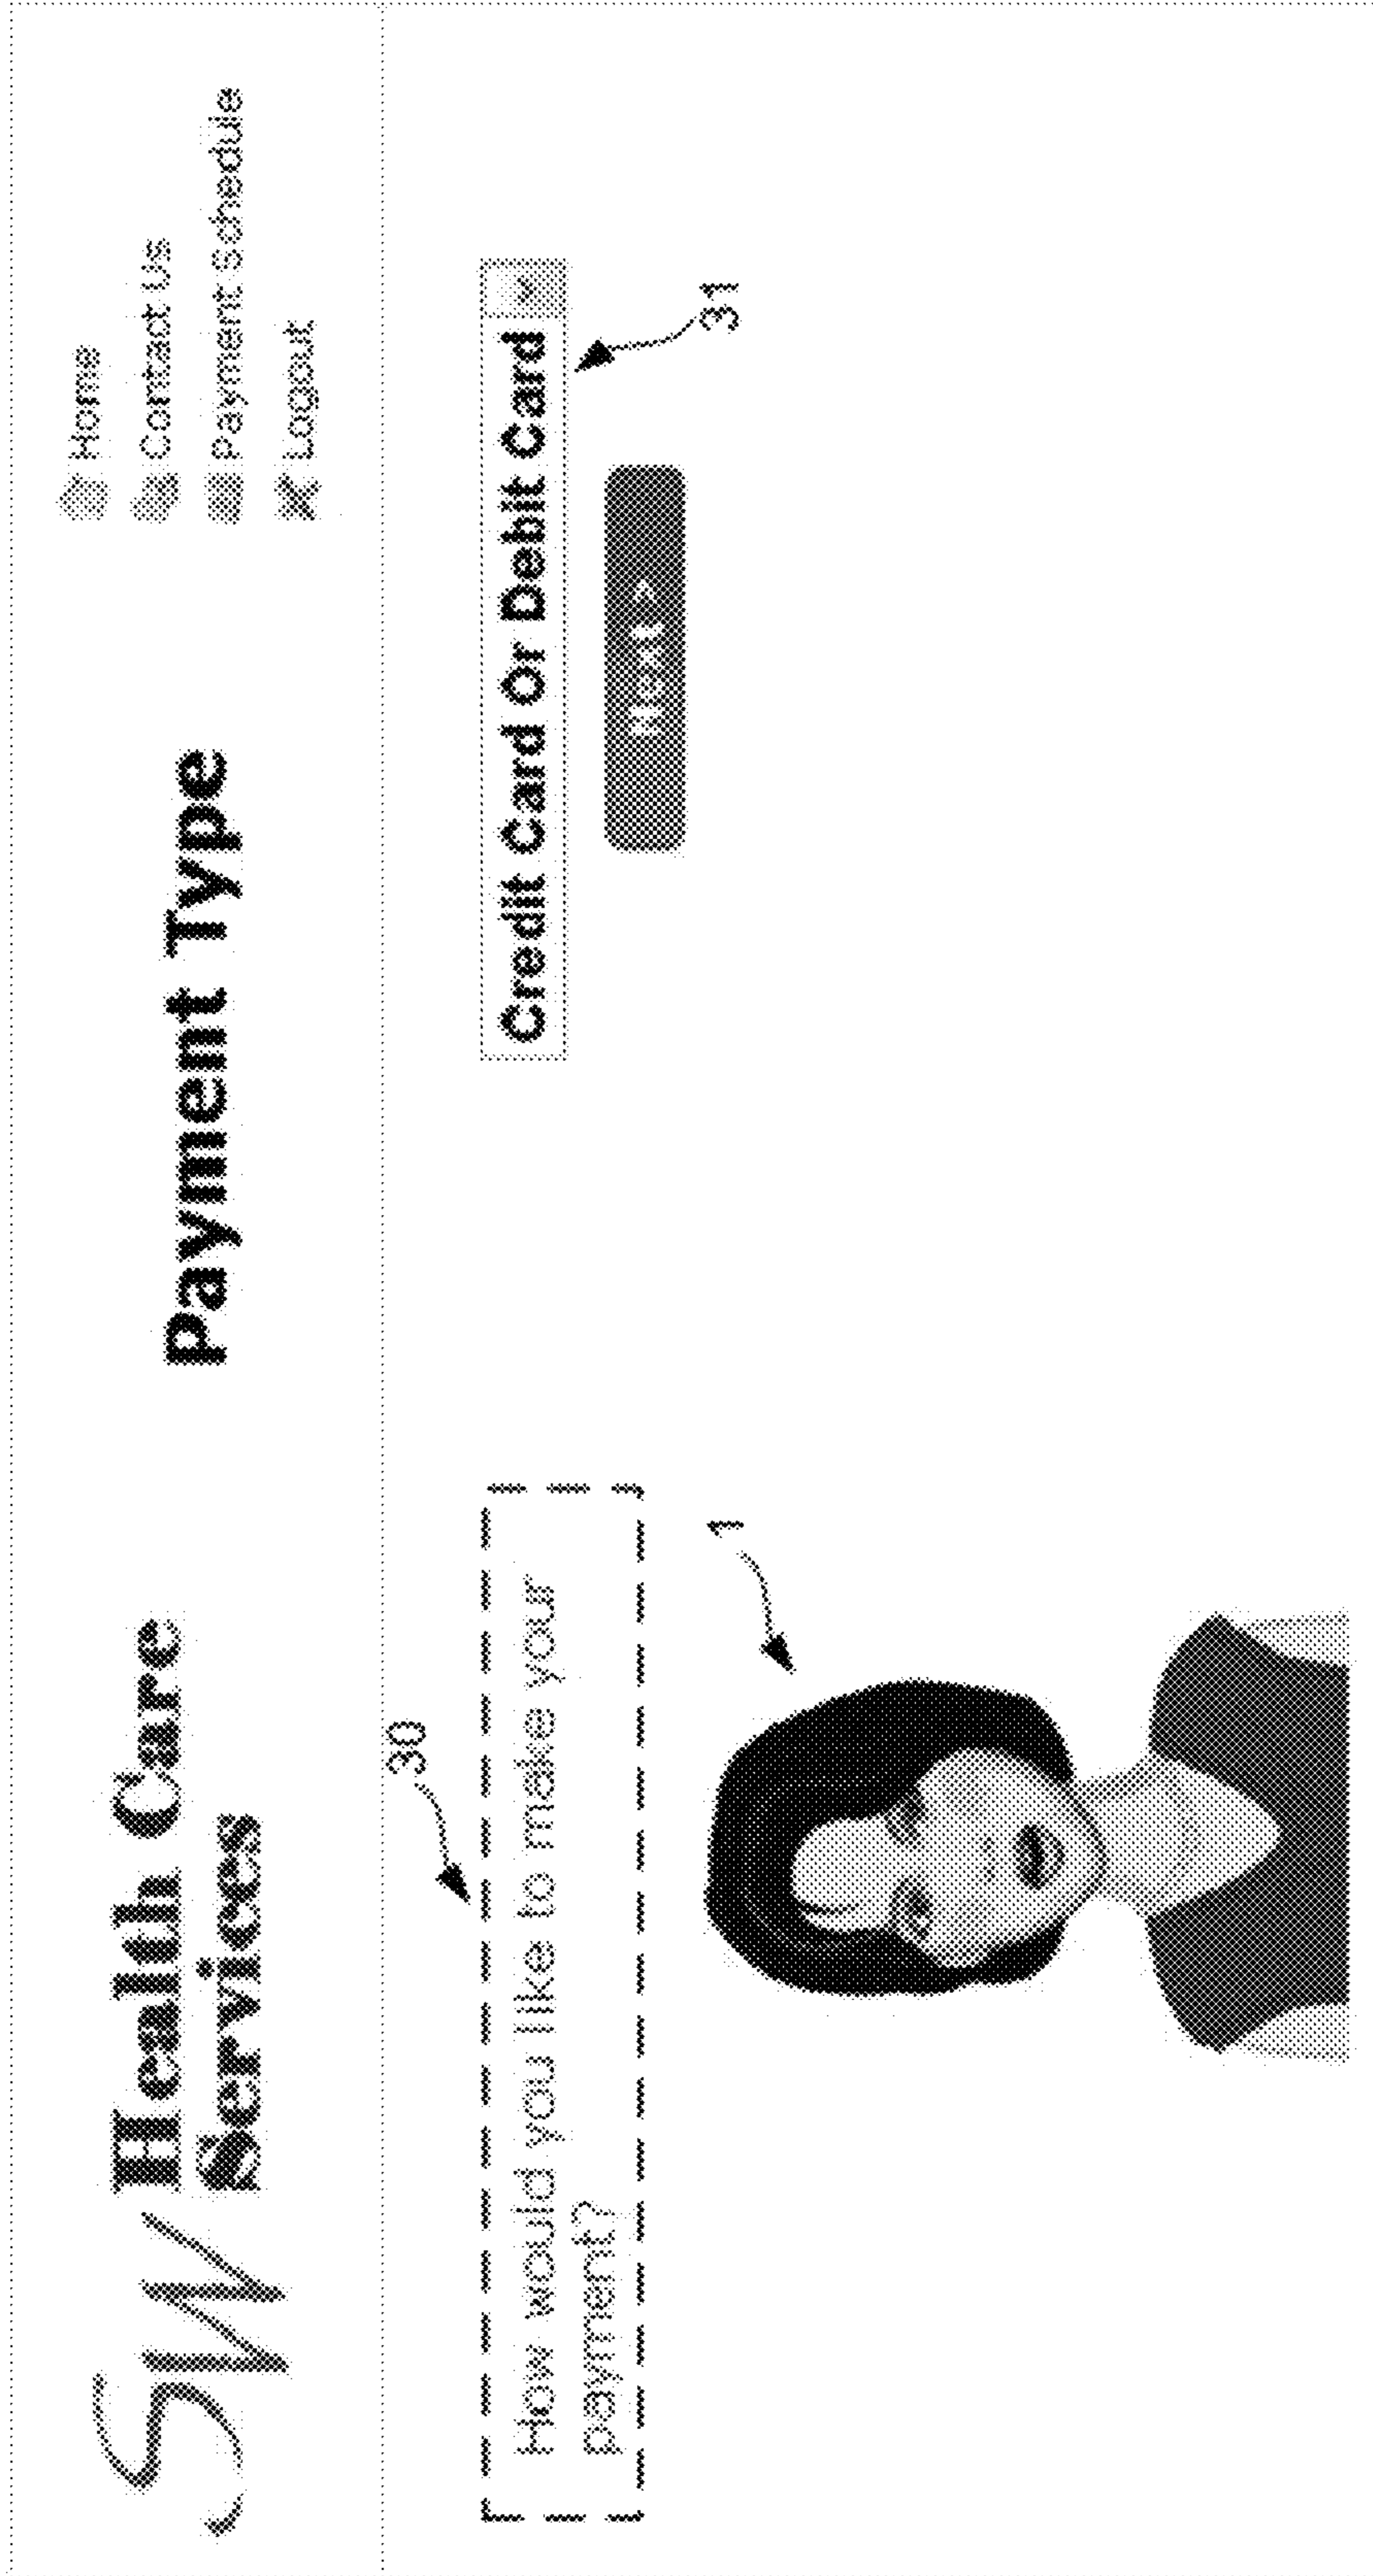 SW Health Care
Services
Payment Type
Home
Contact Us
Payment Schedule
Logout
30
How would you like to make your
payment?
1
Credit Card Or Debit Card
31
Next >